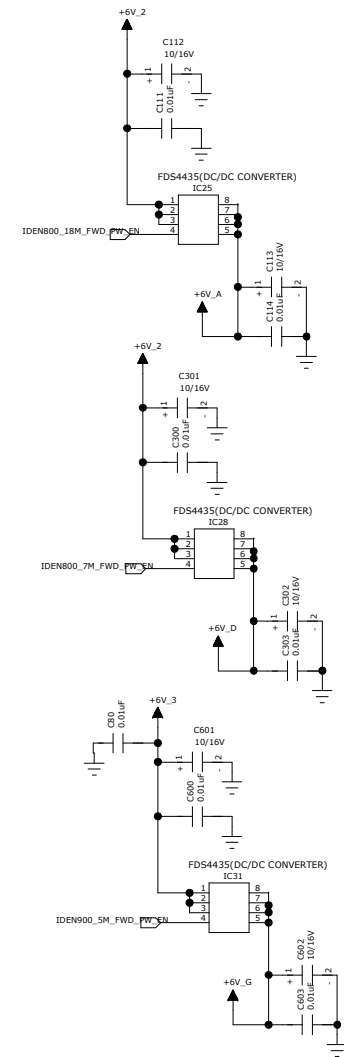 +6V_2
C112
10/16V
+ 1
2 -
C111
0.01uF
FDS4435(DC/DC CONVERTER)
IC25
1 8
2 7
3 6
4 5
IDEN800_18M_FWD_PW_EN
C113
10/16V
+6V_A
+ 1
2 -
C114
0.01uF
+6V_2
C301
10/16V
+ 1
2 -
C300
0.01uF
FDS4435(DC/DC CONVERTER)
IC28
1 8
2 7
3 6
4 5
IDEN800_7M_FWD_PW_EN
C302
10/16V
+6V_D
+ 1
2 -
C303
0.01uF
+6V_3
C80
0.01uF
C601
10/16V
+ 1
2 -
C600
0.01uF
FDS4435(DC/DC CONVERTER)
IC31
1 8
2 7
3 6
4 5
IDEN900_5M_FWD_PW_EN
C602
10/16V
+6V_G
+ 1
2 -
C603
0.01uF